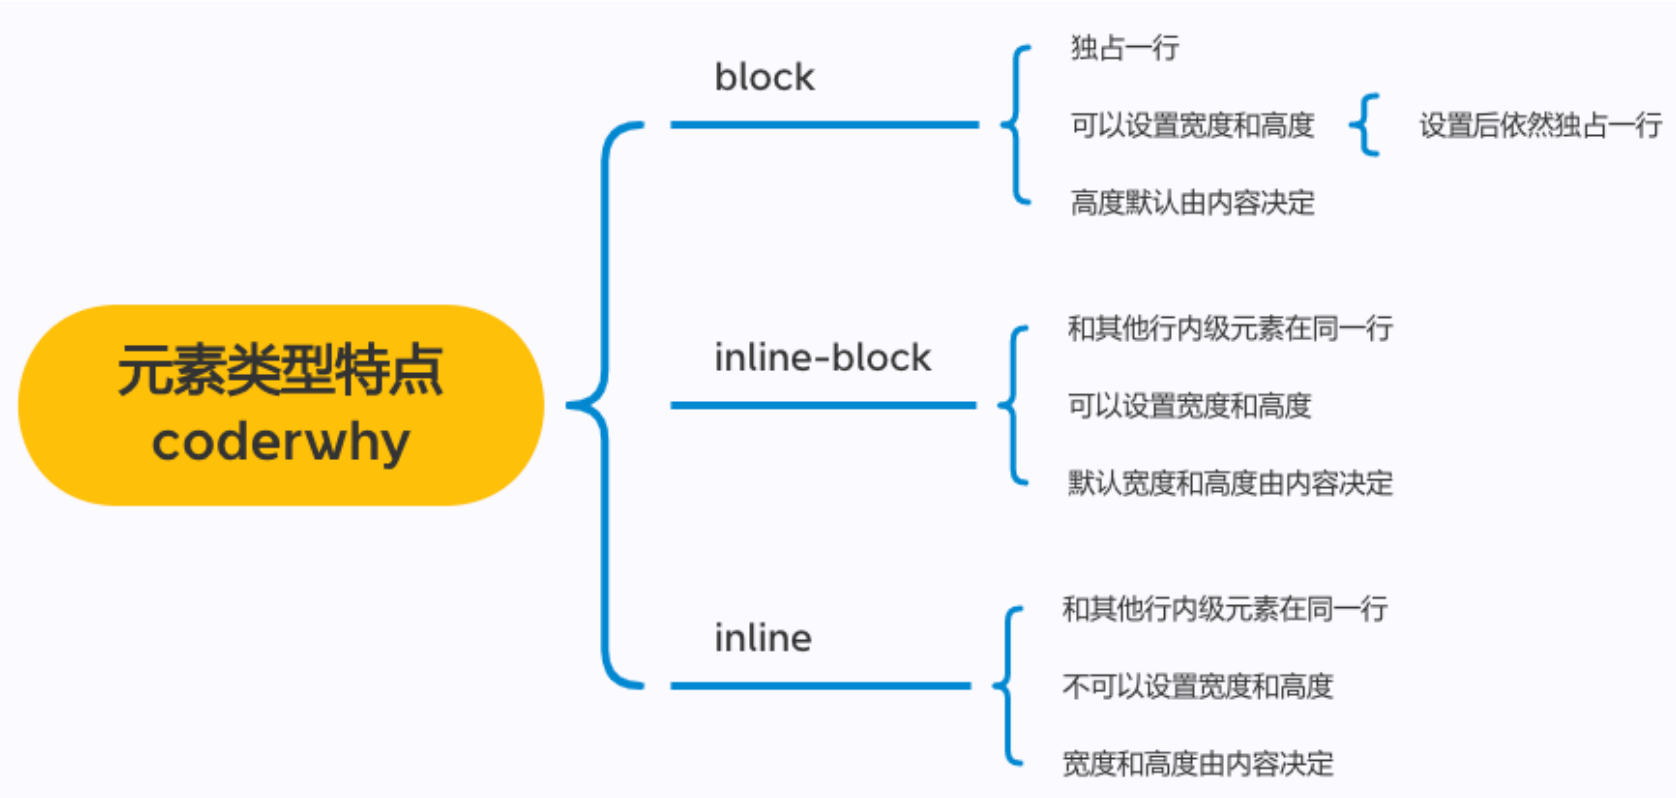 元素类型特点
coderwhy
block
独占一行
可以设置宽度和高度
设置后依然独占一行
高度默认由内容决定
inline-block
和其他行内级元素在同一行
可以设置宽度和高度
默认宽度和高度由内容决定
inline
和其他行内级元素在同一行
不可以设置宽度和高度
宽度和高度由内容决定